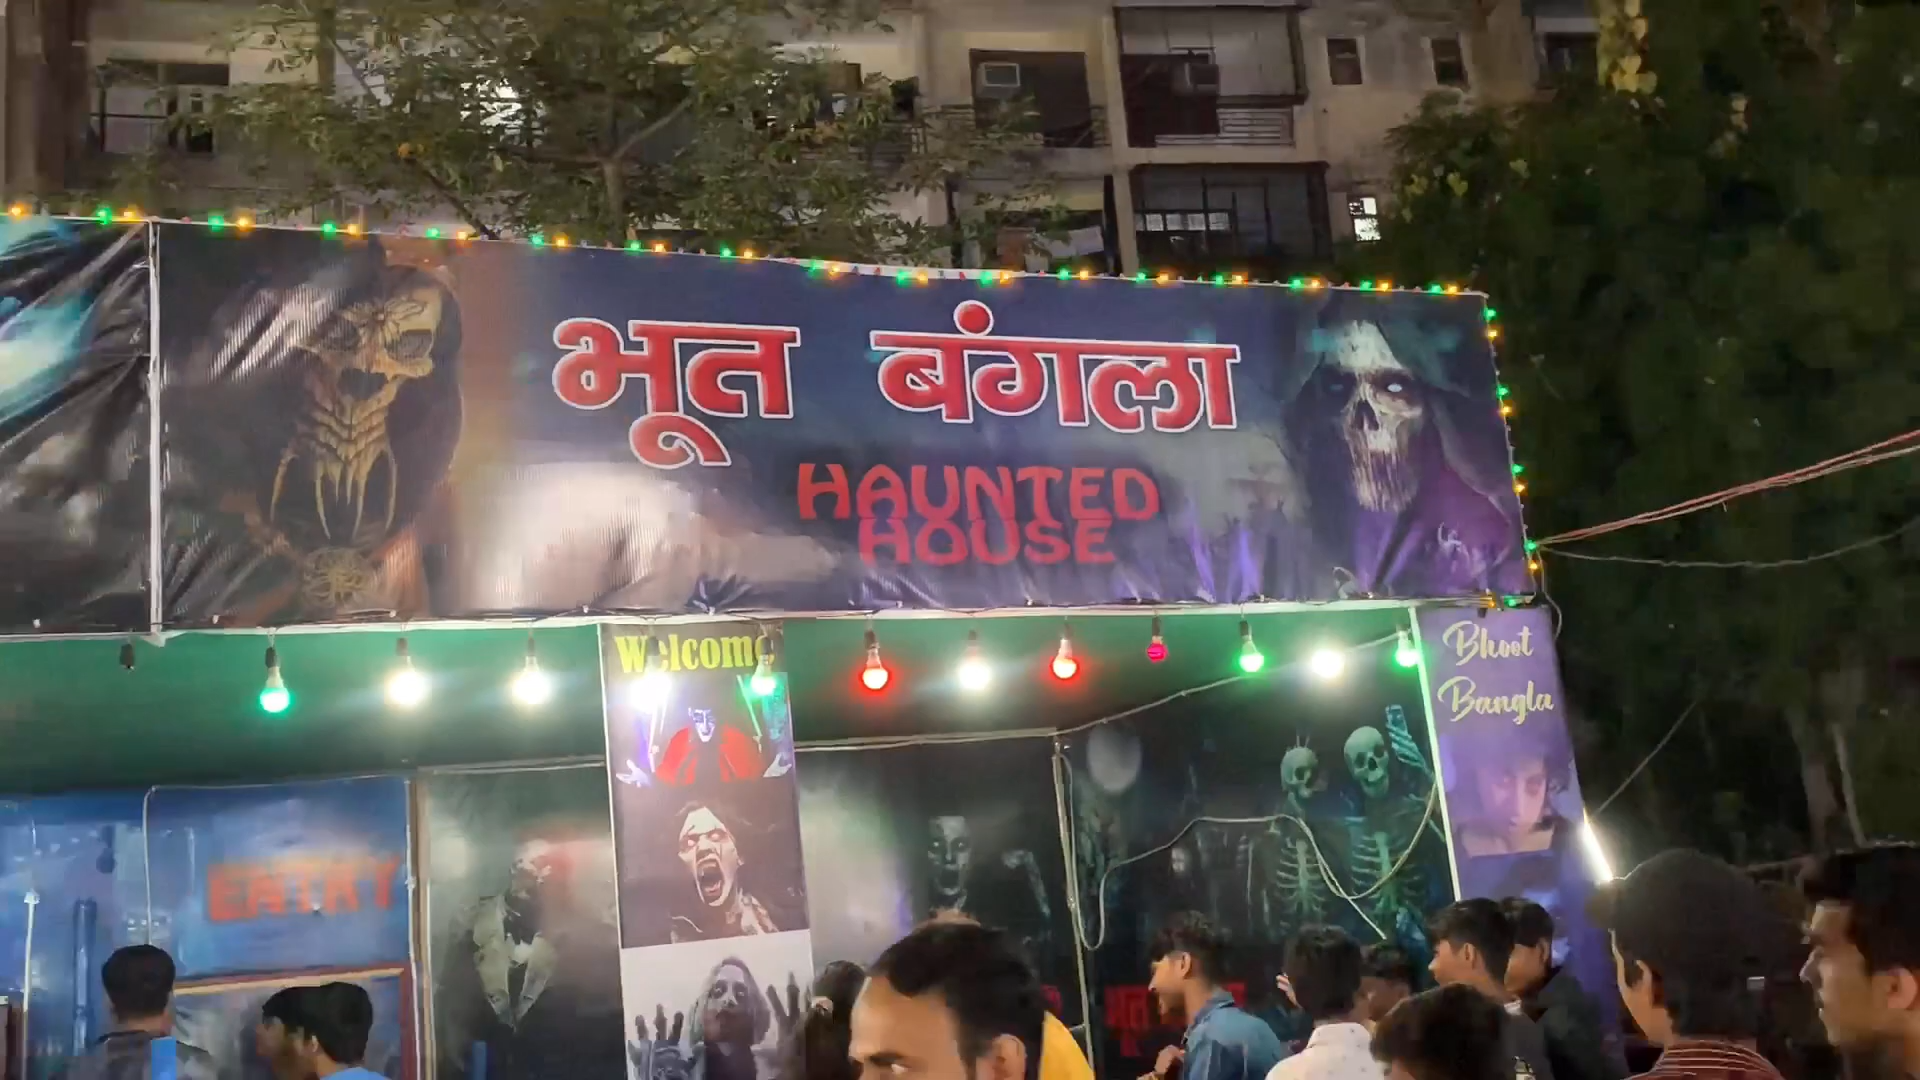 भूत बंगला
HAUNTED
HOUSE
Welcome
Bhoot
Bangla
ENTRY